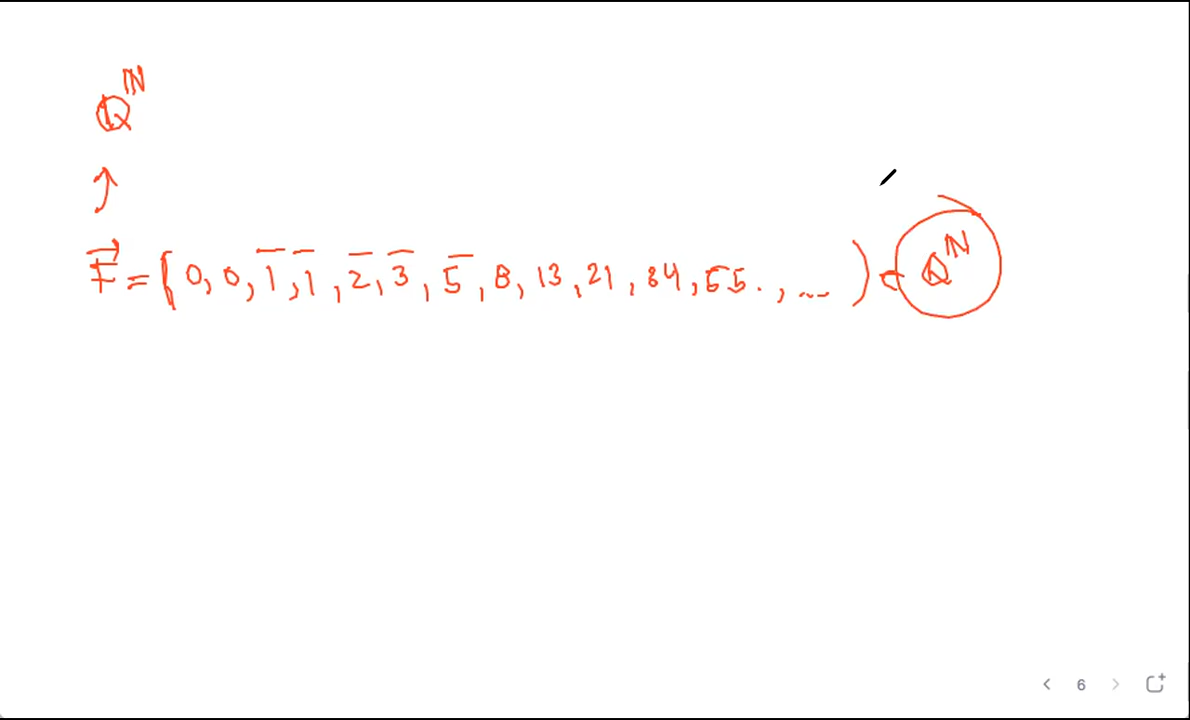 ℚ^ℕ
↑
F⃗ = (0, 0, 1̅, 1̅, 2̅, 3̅, 5̅, 8, 13, 21, 34, 55., ...) ∈ ℚ^ℕ
< 6 >